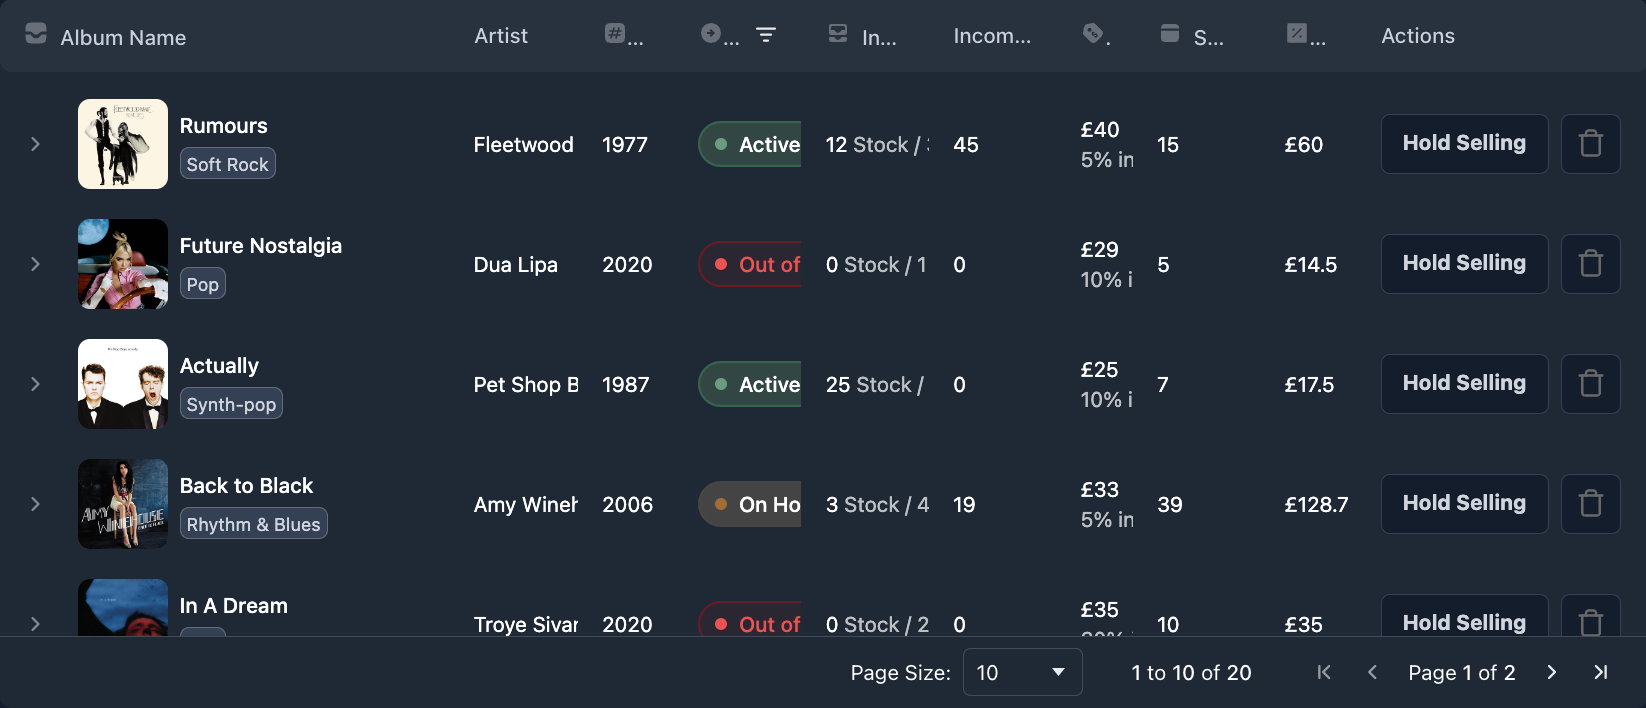 Album Name Artist # ... ... In... Incom... . S... % ... Actions
Rumours
Soft Rock
Fleetwood 1977 Active 12 Stock / 45 £40 15 £60 Hold Selling
5% in
Future Nostalgia
Pop
Dua Lipa 2020 Out of 0 Stock / 1 0 £29 5 £14.5 Hold Selling
10% i
Actually
Synth-pop
Pet Shop B 1987 Active 25 Stock / 0 £25 7 £17.5 Hold Selling
10% i
Back to Black
Rhythm & Blues
AMY WINEHOUSE
Amy Wineh 2006 On Ho 3 Stock / 4 19 £33 39 £128.7 Hold Selling
5% in
In A Dream
Troye Sivar 2020 Out of 0 Stock / 2 0 £35 10 £35 Hold Selling
Page Size: 10 1 to 10 of 20 Page 1 of 2